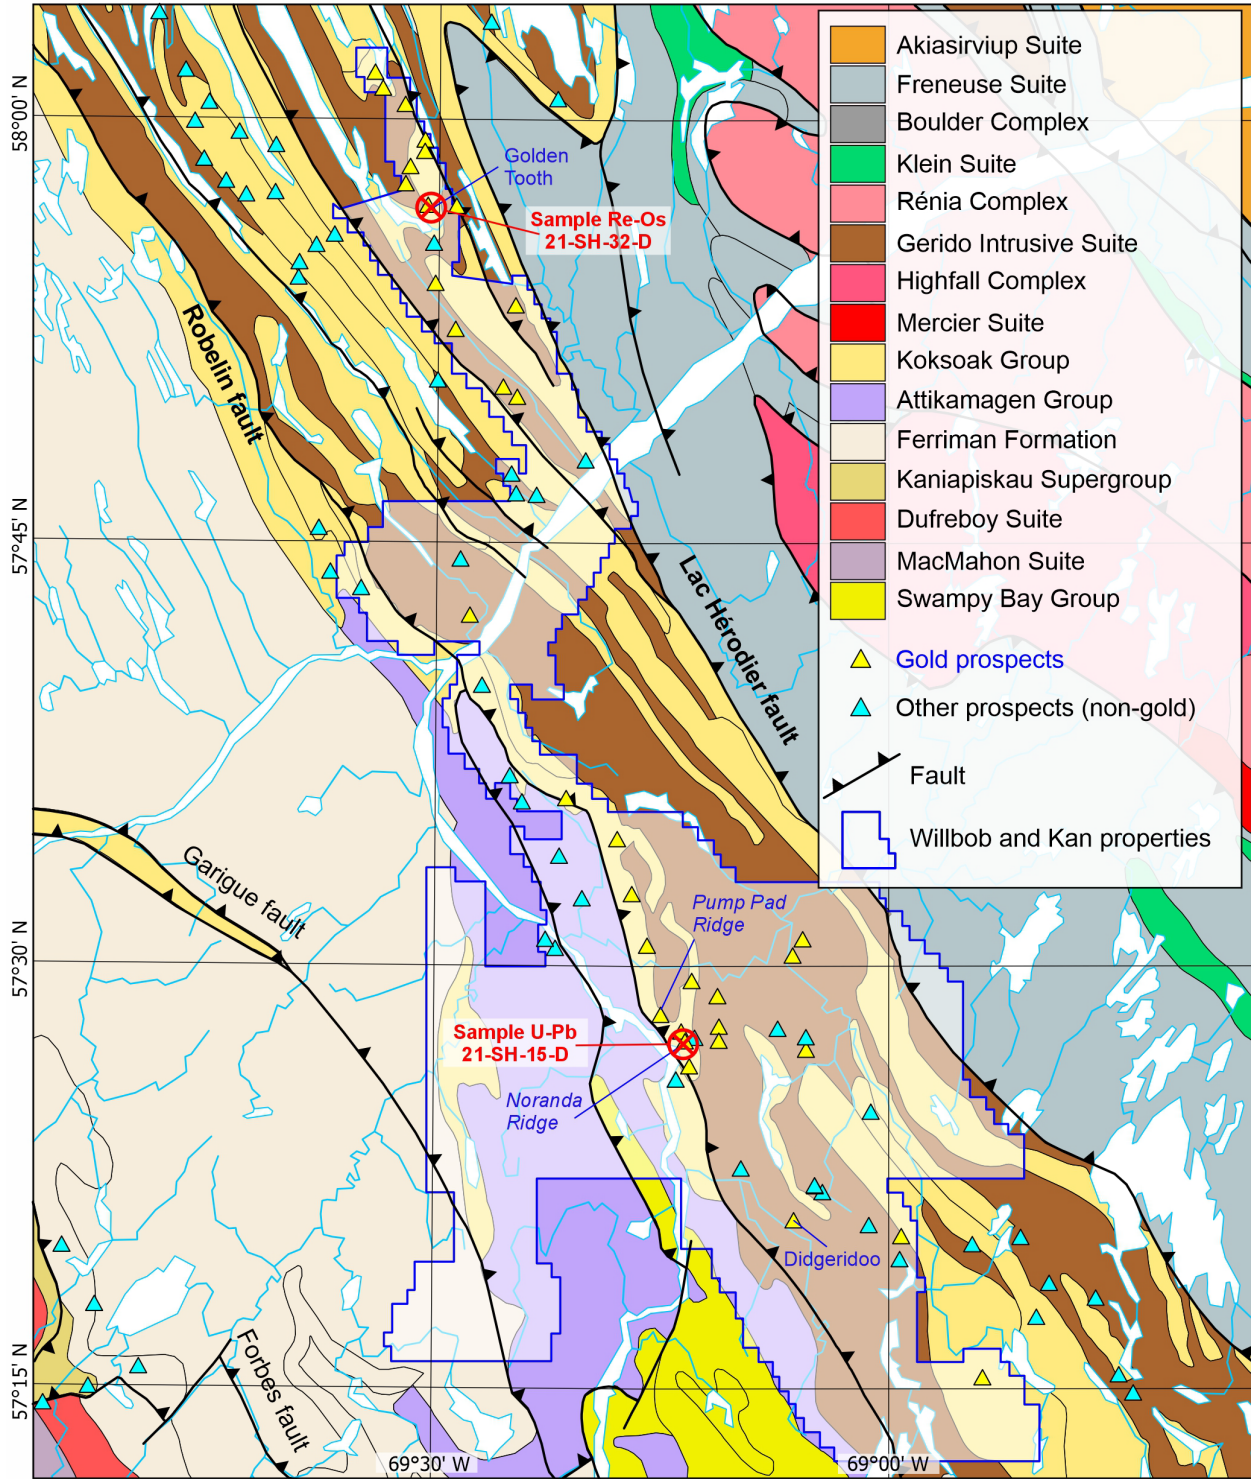 58°00' N
57°45' N
57°30' N
57°15' N
69°30' W
69°00' W
Golden
Tooth
Sample Re-Os
21-SH-32-D
Robelin fault
Lac Hérodier fault
Garigue fault
Pump Pad
Ridge
Sample U-Pb
21-SH-15-D
Noranda
Ridge
Didgeridoo
Forbes fault
Akiasirviup Suite
Freneuse Suite
Boulder Complex
Klein Suite
Rénia Complex
Gerido Intrusive Suite
Highfall Complex
Mercier Suite
Koksoak Group
Attikamagen Group
Ferriman Formation
Kaniapiskau Supergroup
Dufreboy Suite
MacMahon Suite
Swampy Bay Group
Gold prospects
Other prospects (non-gold)
Fault
Willbob and Kan properties